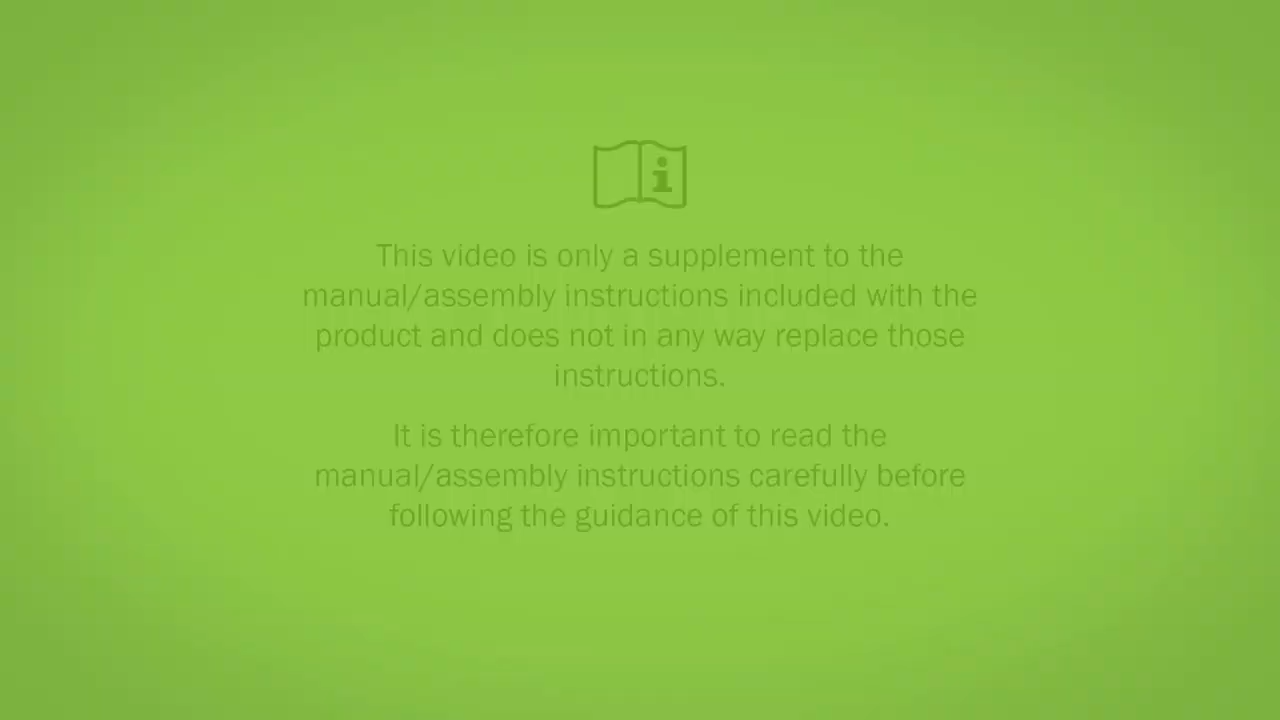 i
This video is only a supplement to the
manual/assembly instructions included with the
product and does not in any way replace those
instructions.
It is therefore important to read the
manual/assembly instructions carefully before
following the guidance of this video.